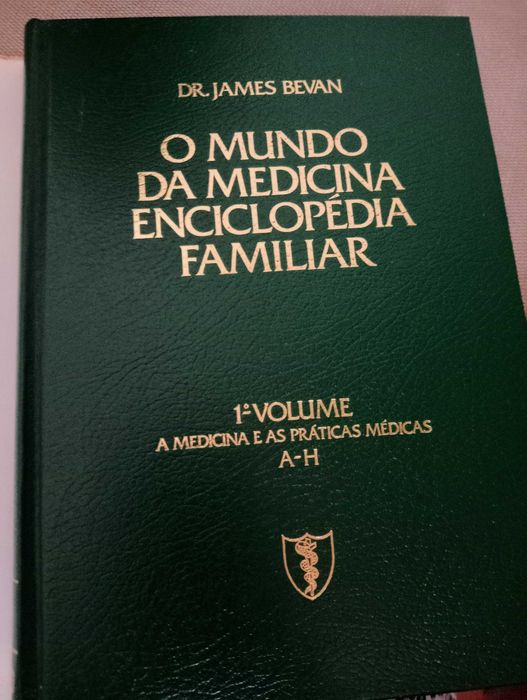 DR. JAMES BEVAN
O MUNDO
DA MEDICINA
ENCICLOPÉDIA
FAMILIAR
1º VOLUME
A MEDICINA E AS PRÁTICAS MÉDICAS
A-H